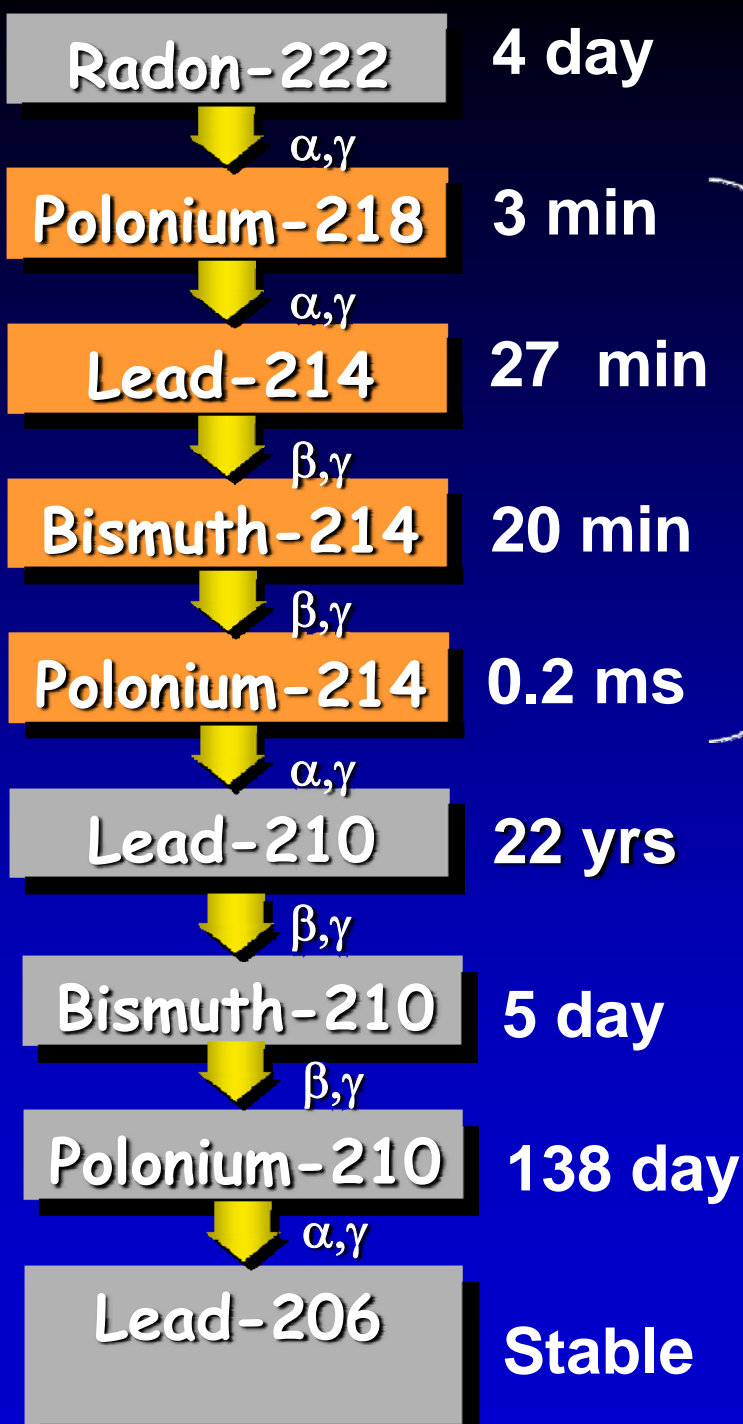 Radon-222 4 day
α,γ
Polonium-218 3 min
α,γ
Lead-214 27 min
β,γ
Bismuth-214 20 min
β,γ
Polonium-214 0.2 ms
α,γ
Lead-210 22 yrs
β,γ
Bismuth-210 5 day
β,γ
Polonium-210 138 day
α,γ
Lead-206
Stable